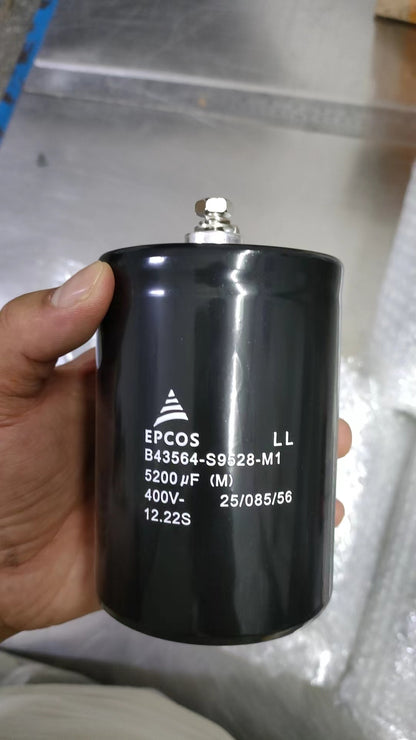 EPCOS LL
B43564-S9528-M1
5200 µF (M)
400V- 25/085/56
12.22S